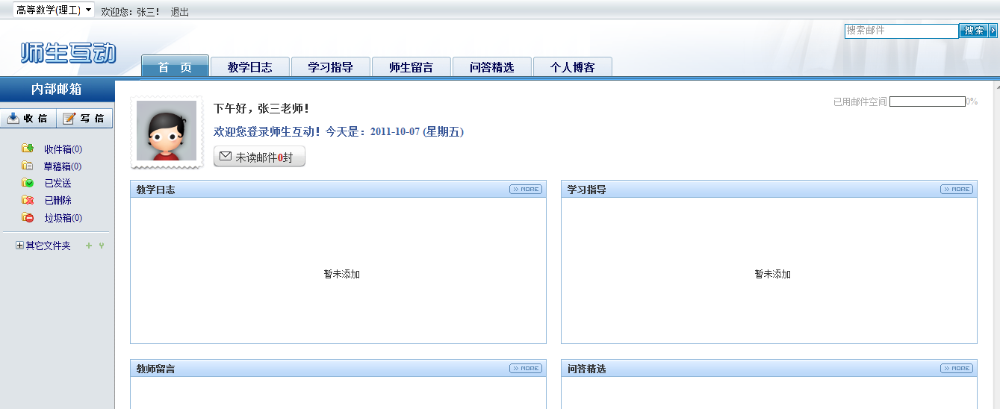 高等数学(理工) 欢迎您：张三！ 退出
搜索邮件 搜索
师生互动
首 页 教学日志 学习指导 师生留言 问答精选 个人博客
内部邮箱
收 信 写 信
收件箱(0)
草稿箱(0)
已发送
已删除
垃圾箱(0)
其它文件夹
下午好，张三老师！
已用邮件空间 0%
欢迎您登录师生互动！今天是：2011-10-07 (星期五)
未读邮件0封
教学日志 MORE
暂未添加
学习指导 MORE
暂未添加
教师留言 MORE
问答精选 MORE